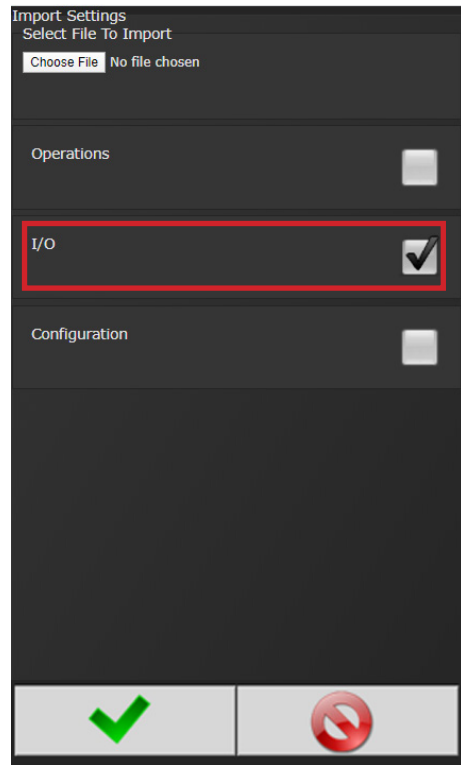 Import Settings
Select File To Import
Choose File No file chosen
Operations
I/O
Configuration